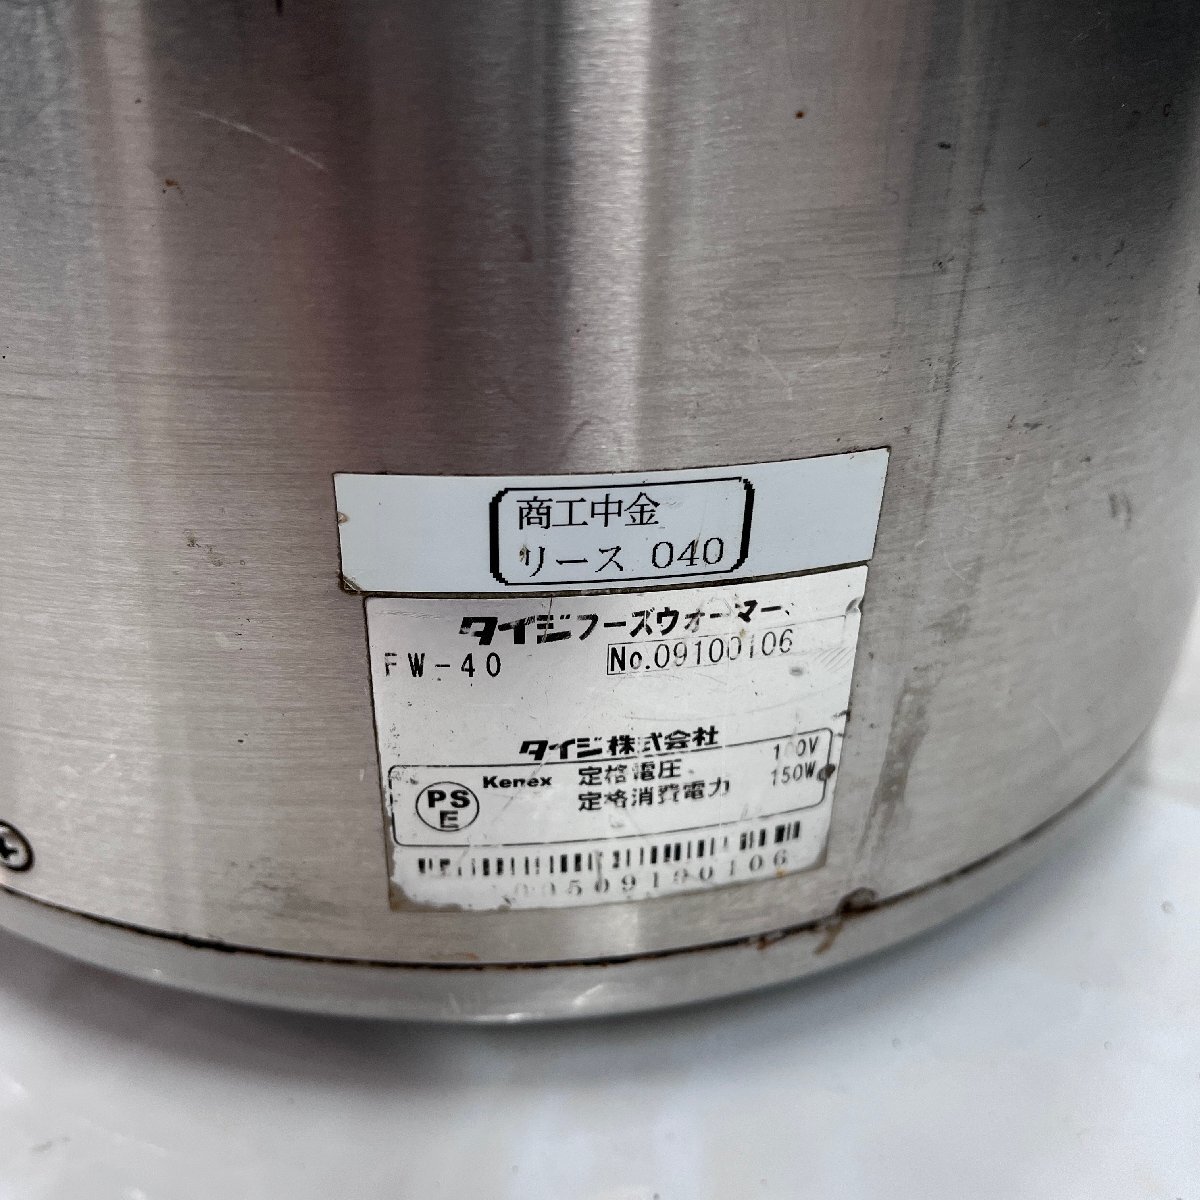 商工中金
リース 040
タイジフーズウォーマー
FW-40 No.09100106
タイジ株式会社
PS
E
Kenex 定格電圧 100V
定格消費電力 150W